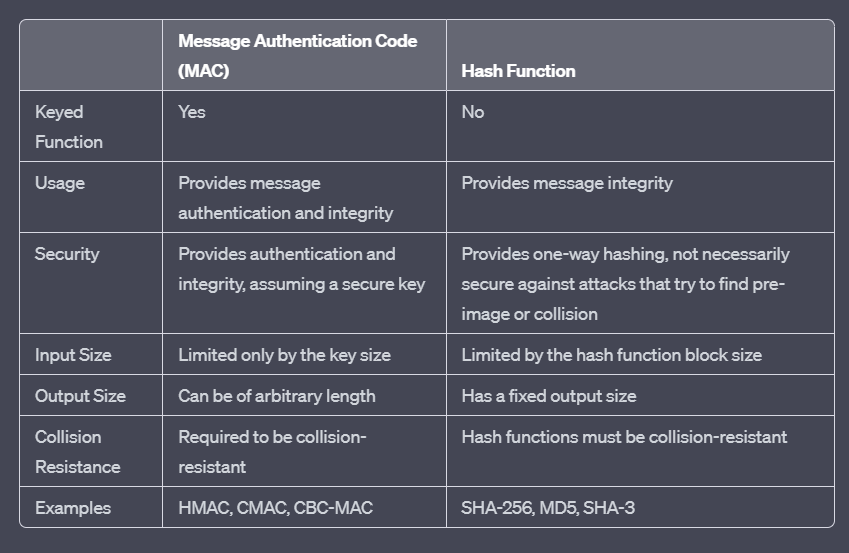 Message Authentication Code
(MAC)
Hash Function
Keyed
Function
Yes
No
Usage
Provides message
authentication and integrity
Provides message integrity
Security
Provides authentication and
integrity, assuming a secure key
Provides one-way hashing, not necessarily
secure against attacks that try to find pre-
image or collision
Input Size
Limited only by the key size
Limited by the hash function block size
Output Size
Can be of arbitrary length
Has a fixed output size
Collision
Resistance
Required to be collision-
resistant
Hash functions must be collision-resistant
Examples
HMAC, CMAC, CBC-MAC
SHA-256, MD5, SHA-3